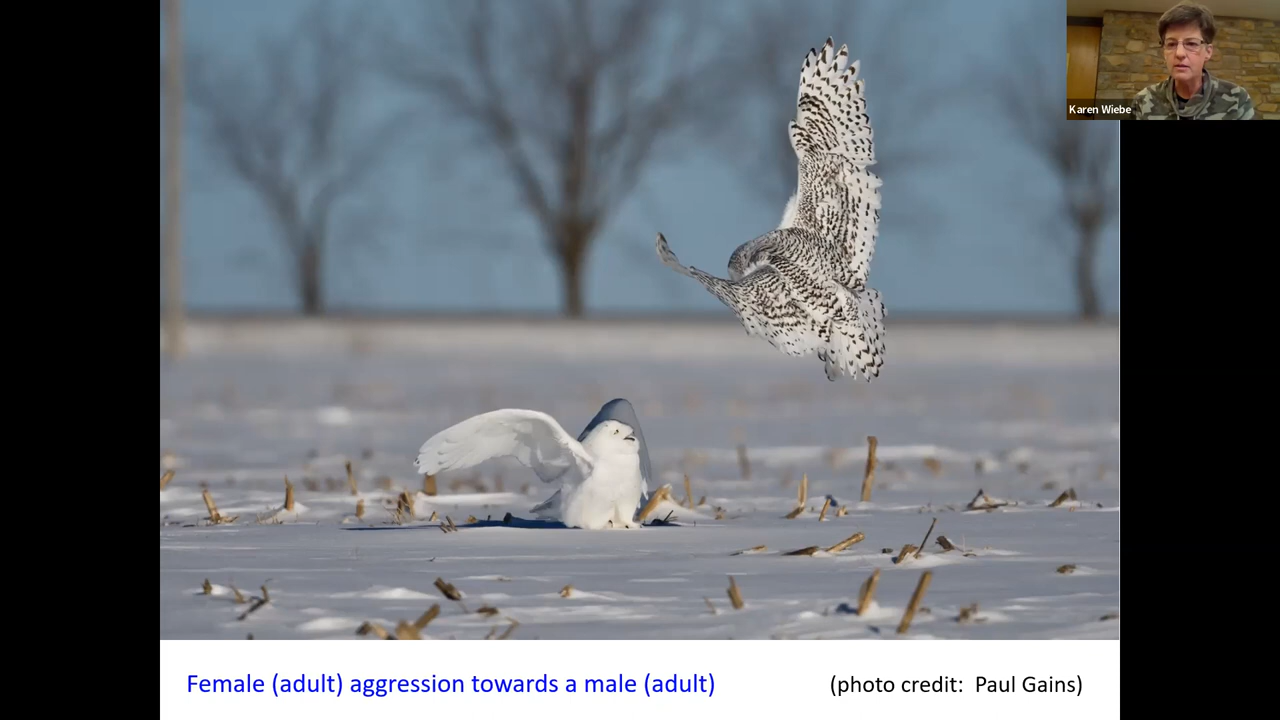 Karen Wiebe
Female (adult) aggression towards a male (adult)
(photo credit: Paul Gains)